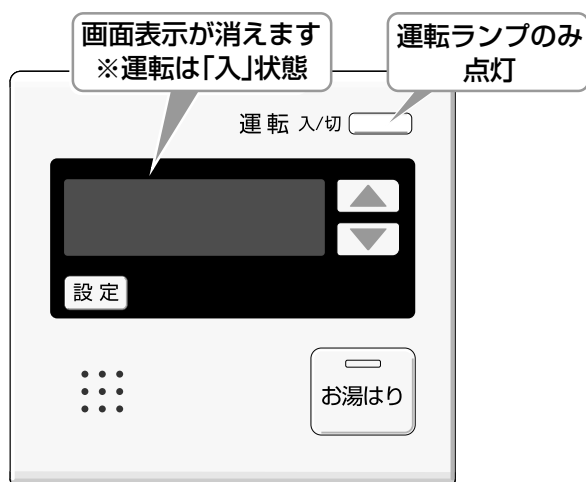 画面表示が消えます
※運転は「入」状態
運転ランプのみ
点灯
運転 入/切
設定
お湯はり